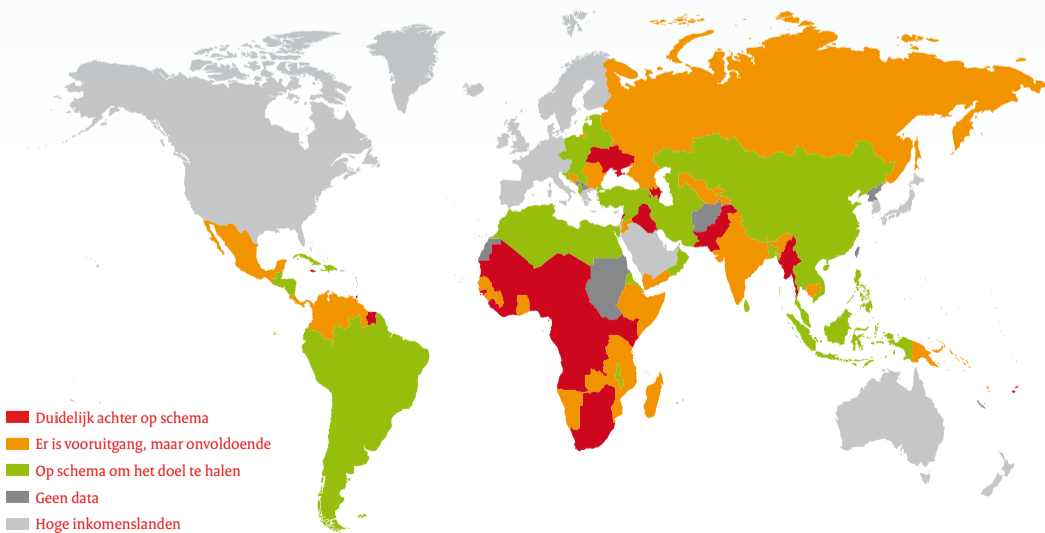 Duidelijk achter op schema
Er is vooruitgang, maar onvoldoende
Op schema om het doel te halen
Geen data
Hoge inkomenslanden